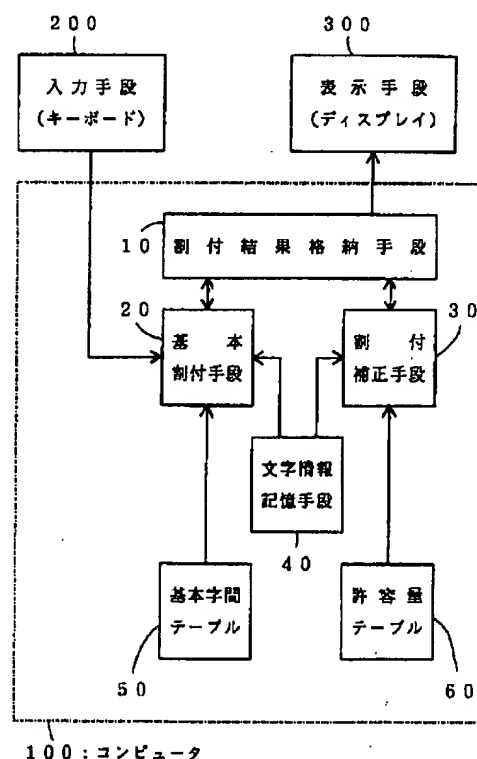 200
300
入力手段
(キーボード)
表示手段
(ディスプレイ)
10
割付結果格納手段
20
30
基本
割付手段
割付
補正手段
文字情報
記憶手段
40
基本字間
テーブル
許容量
テーブル
50
60
100:コンピュータ